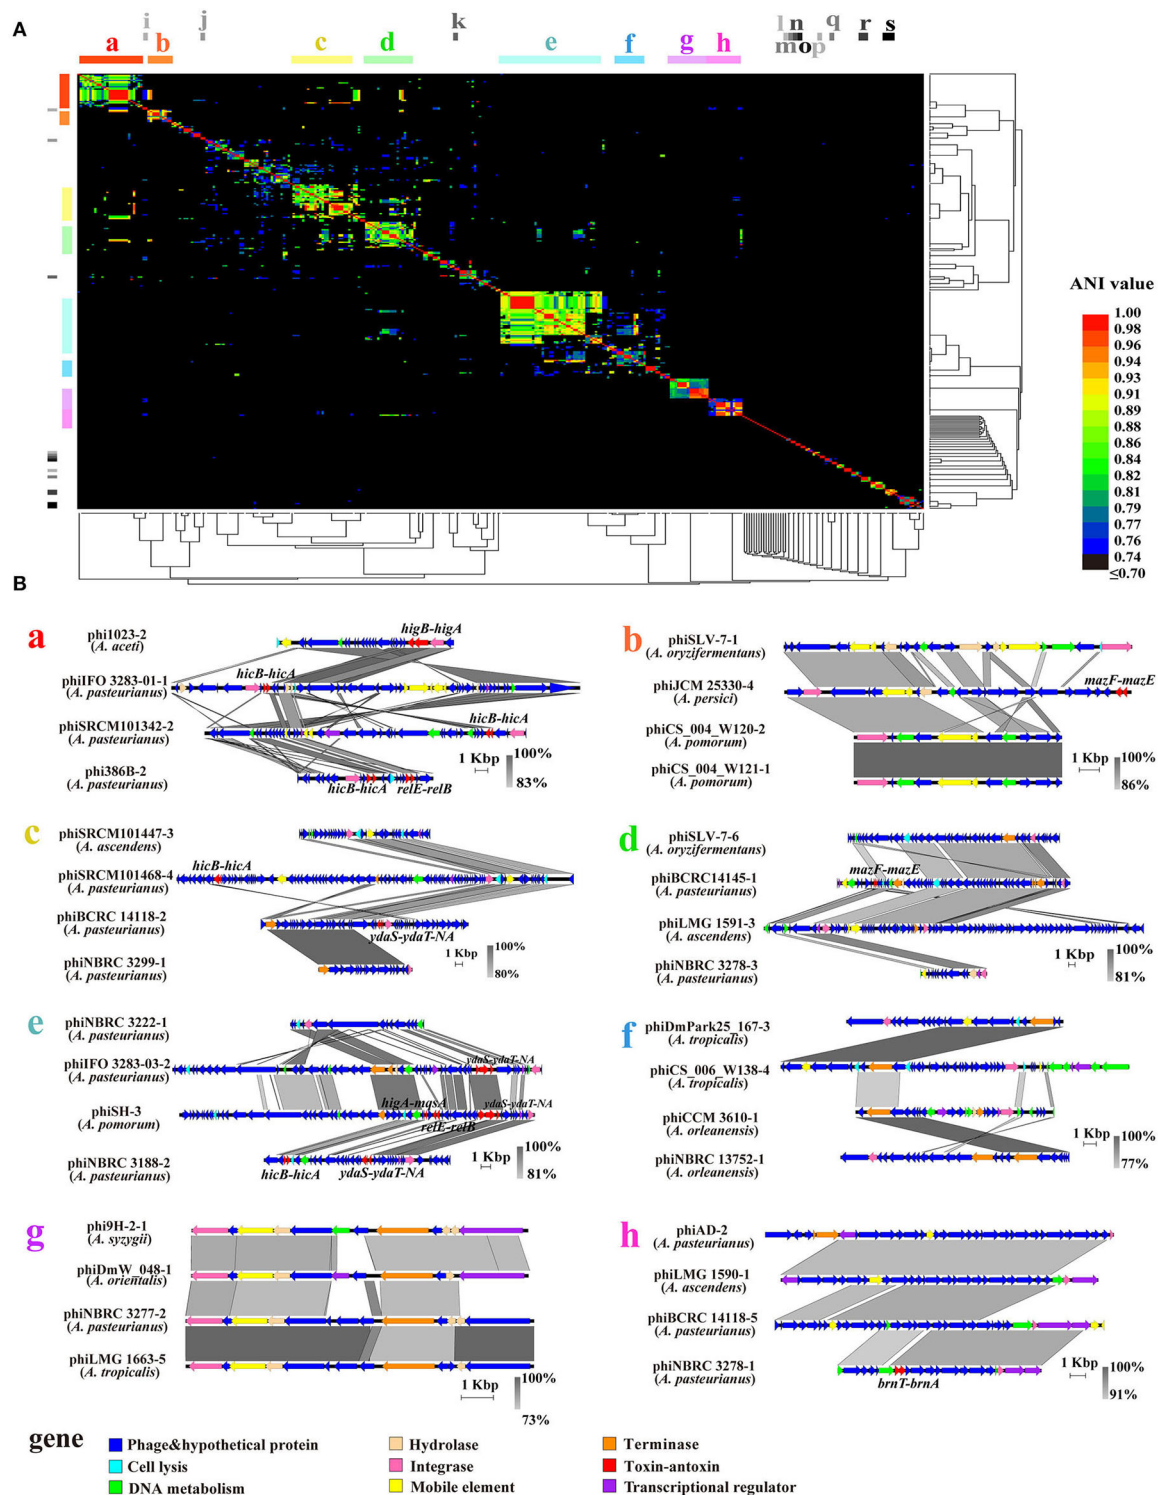 A
i
j
k
l
n
q
r
s
m
o
p
a
b
c
d
e
f
g
h
ANI value
1.00
0.98
0.96
0.94
0.93
0.91
0.89
0.88
0.86
0.84
0.82
0.81
0.79
0.77
0.76
0.74
≤0.70
B
a
phi1023-2
(A. aceti)
higB-higA
phiIFO 3283-01-1
(A. pasteurianus)
hicB-hicA
phiSRCM101342-2
(A. pasteurianus)
hicB-hicA
phi386B-2
(A. pasteurianus)
hicB-hicA
relE-relB
1 Kbp
100%
83%
b
phiSLV-7-1
(A. oryzifermentans)
phiJCM 25330-4
(A. persici)
mazF-mazE
phiCS_004_W120-2
(A. pomorum)
phiCS_004_W121-1
(A. pomorum)
1 Kbp
100%
86%
c
phiSRCM101447-3
(A. ascendens)
phiSRCM101468-4
(A. pasteurianus)
hicB-hicA
phiBCRC 14118-2
(A. pasteurianus)
ydaS-ydaT-NA
phiNBRC 3299-1
(A. pasteurianus)
1 Kbp
100%
80%
d
phiSLV-7-6
(A. oryzifermentans)
phiBCRC14145-1
(A. pasteurianus)
mazF-mazE
phiLMG 1591-3
(A. ascendens)
phiNBRC 3278-3
(A. pasteurianus)
1 Kbp
100%
81%
e
phiNBRC 3222-1
(A. pasteurianus)
phiIFO 3283-03-2
(A. pasteurianus)
ydaS-ydaT-NA
phiSH-3
(A. pomorum)
higA-mqsA
ydaS-ydaT-NA
relE-relB
phiNBRC 3188-2
(A. pasteurianus)
hicB-hicA
ydaS-ydaT-NA
1 Kbp
100%
81%
f
phiDmPark25_167-3
(A. tropicalis)
phiCS_006_W138-4
(A. tropicalis)
phiCCM 3610-1
(A. orleanensis)
phiNBRC 13752-1
(A. orleanensis)
1 Kbp
100%
77%
g
phi9H-2-1
(A. syzygii)
phiDmW_048-1
(A. orientalis)
phiNBRC 3277-2
(A. pasteurianus)
phiLMG 1663-5
(A. tropicalis)
1 Kbp
100%
73%
h
phiAD-2
(A. pasteurianus)
phiLMG 1590-1
(A. ascendens)
phiBCRC 14118-5
(A. pasteurianus)
phiNBRC 3278-1
(A. pasteurianus)
brnT-brnA
1 Kbp
100%
91%
gene
Phage&hypothetical protein
Hydrolase
Terminase
Cell lysis
Integrase
Toxin-antoxin
DNA metabolism
Mobile element
Transcriptional regulator